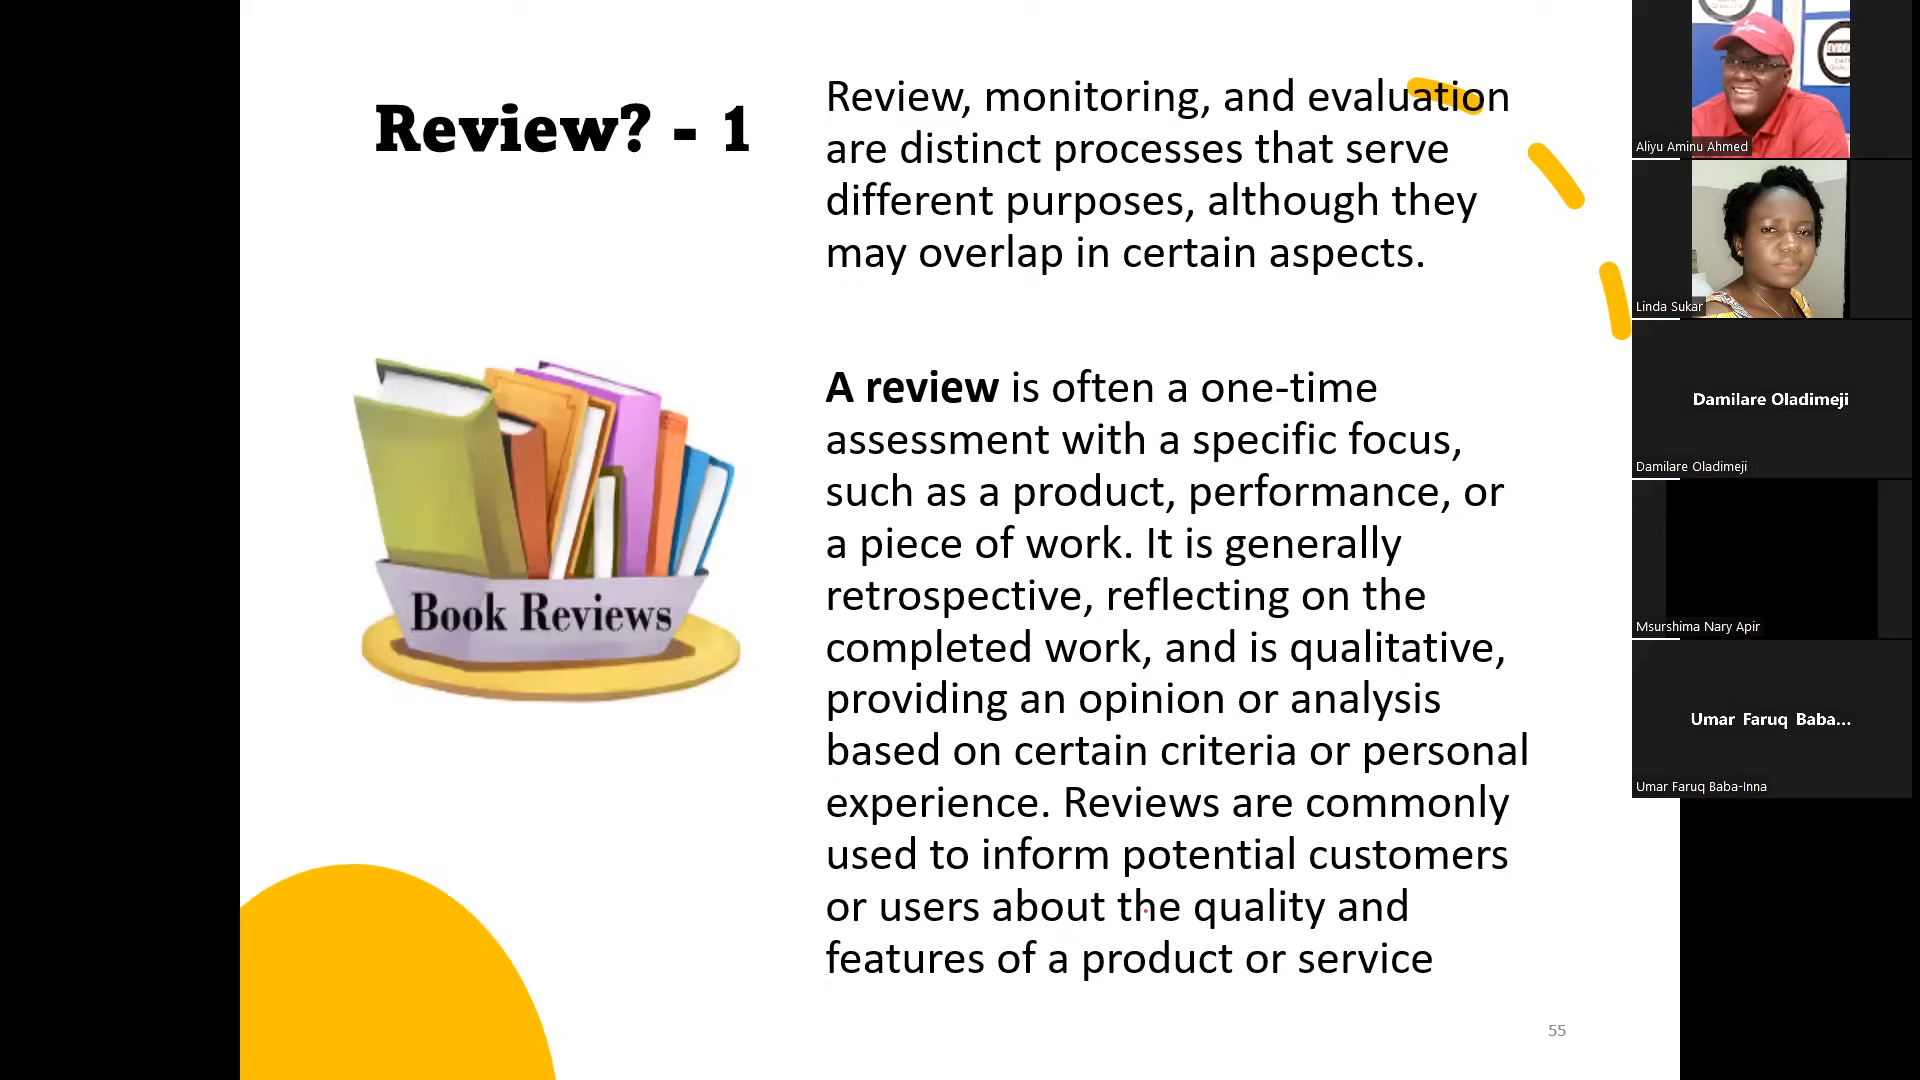 Review? - 1
Review, monitoring, and evaluation
are distinct processes that serve
different purposes, although they
may overlap in certain aspects.
A review is often a one-time
assessment with a specific focus,
such as a product, performance, or
a piece of work. It is generally
retrospective, reflecting on the
completed work, and is qualitative,
providing an opinion or analysis
based on certain criteria or personal
experience. Reviews are commonly
used to inform potential customers
or users about the quality and
features of a product or service
Book Reviews
55
Aliyu Aminu Ahmed
Linda Sukar
Damilare Oladimeji
Damilare Oladimeji
Msurshima Nary Apir
Umar Faruq Baba...
Umar Faruq Baba-Inna